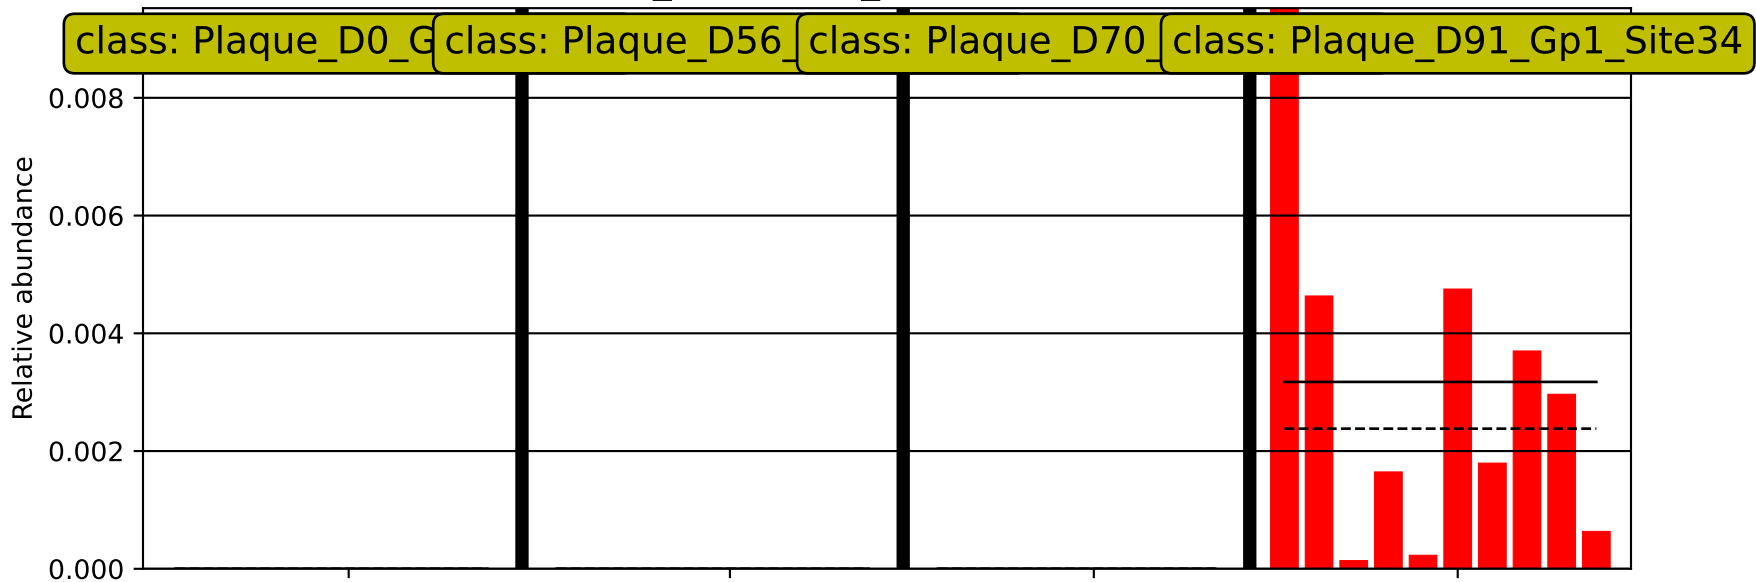 class: Plaque_D0_G class: Plaque_D56_ class: Plaque_D70_ class: Plaque_D91_Gp1_Site34
0.008
0.006
0.004
0.002
0.000
Relative abundance